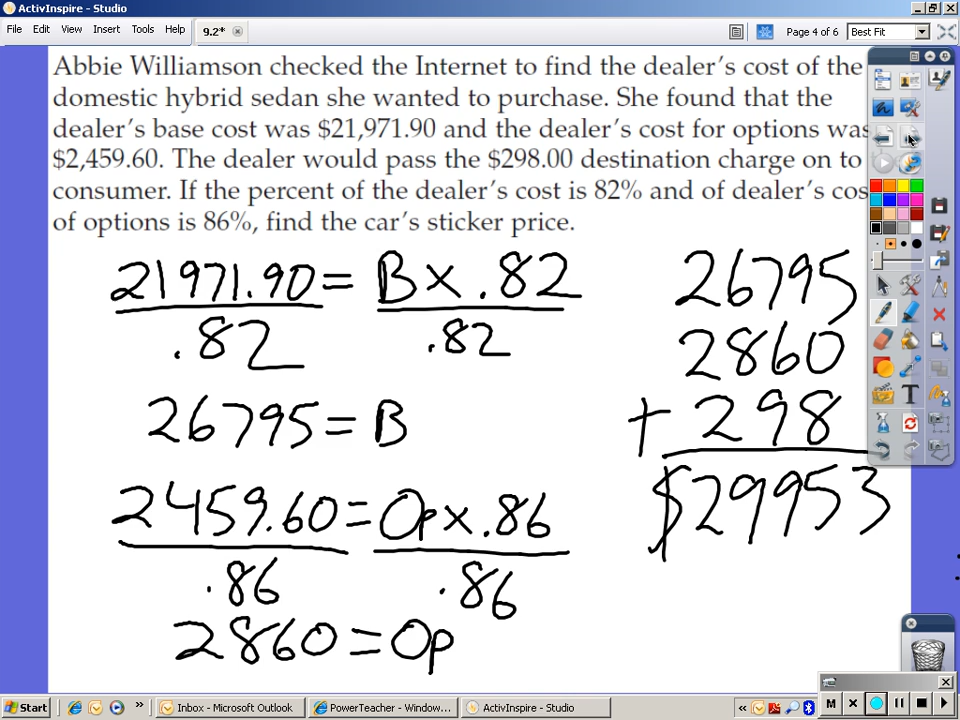 ActivInspire - Studio
File Edit View Insert Tools Help
9.2*
Page 4 of 6
Best Fit
Abbie Williamson checked the Internet to find the dealer's cost of the
domestic hybrid sedan she wanted to purchase. She found that the
dealer's base cost was $21,971.90 and the dealer's cost for options was
$2,459.60. The dealer would pass the $298.00 destination charge on to
consumer. If the percent of the dealer's cost is 82% and of dealer's cos
of options is 86%, find the car's sticker price.
21971.90 = B x .82
.82 .82
26795 = B
2459.60 = Op x .86
.86 .86
2860 = Op
26795
2860
+ 298
$29953
Start
Inbox - Microsoft Outlook
PowerTeacher - Window...
ActivInspire - Studio
M